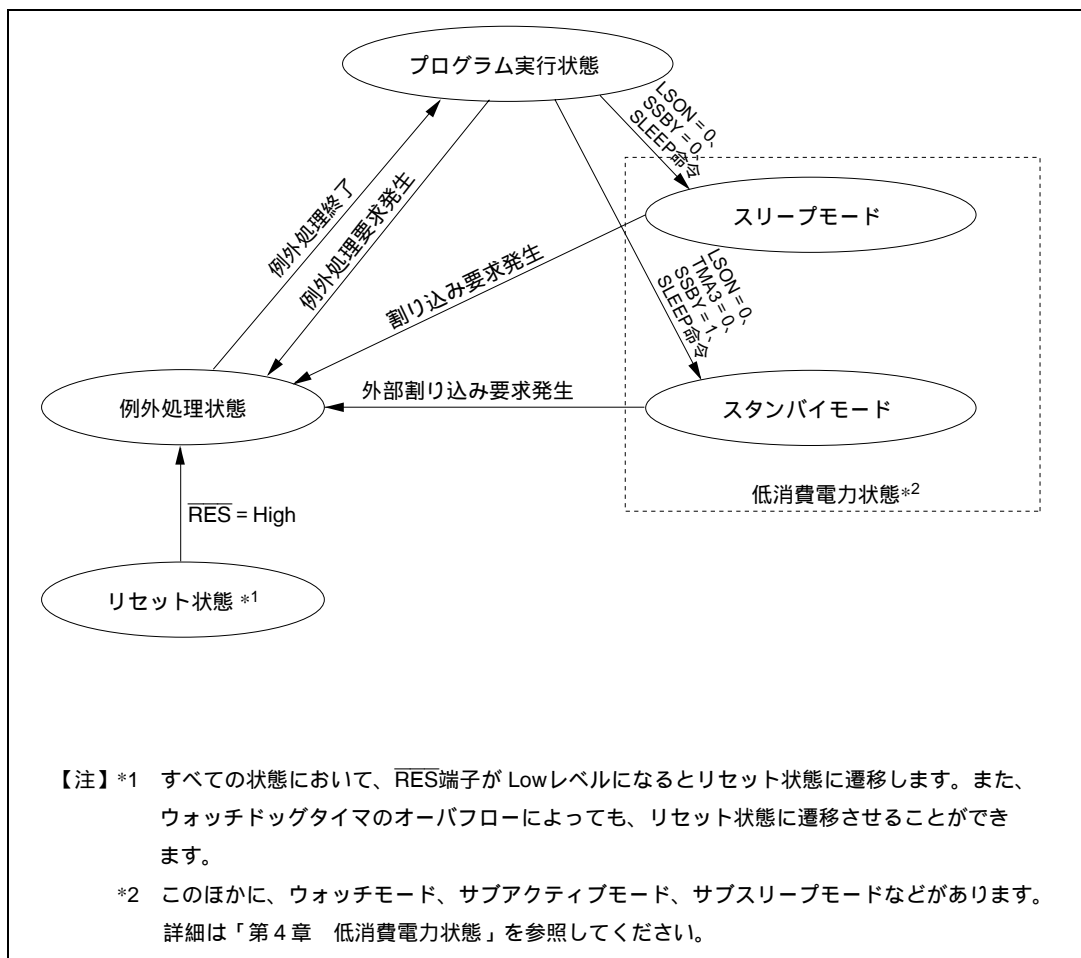 プログラム実行状態
LSON = 0、
SSBY = 0、
SLEEP命令
スリープモード
例外処理終了
例外処理要求発生
割り込み要求発生
LSON = 0、
TMA3 = 0、
SSBY = 1、
SLEEP命令
例外処理状態
外部割り込み要求発生
スタンバイモード
低消費電力状態*2
RES = High
リセット状態 *1
【注】*1 すべての状態において、RES端子が Lowレベルになるとリセット状態に遷移します。また、
ウォッチドッグタイマのオーバフローによっても、リセット状態に遷移させることができ
ます。
*2 このほかに、ウォッチモード、サブアクティブモード、サブスリープモードなどがあります。
詳細は「第4章 低消費電力状態」を参照してください。